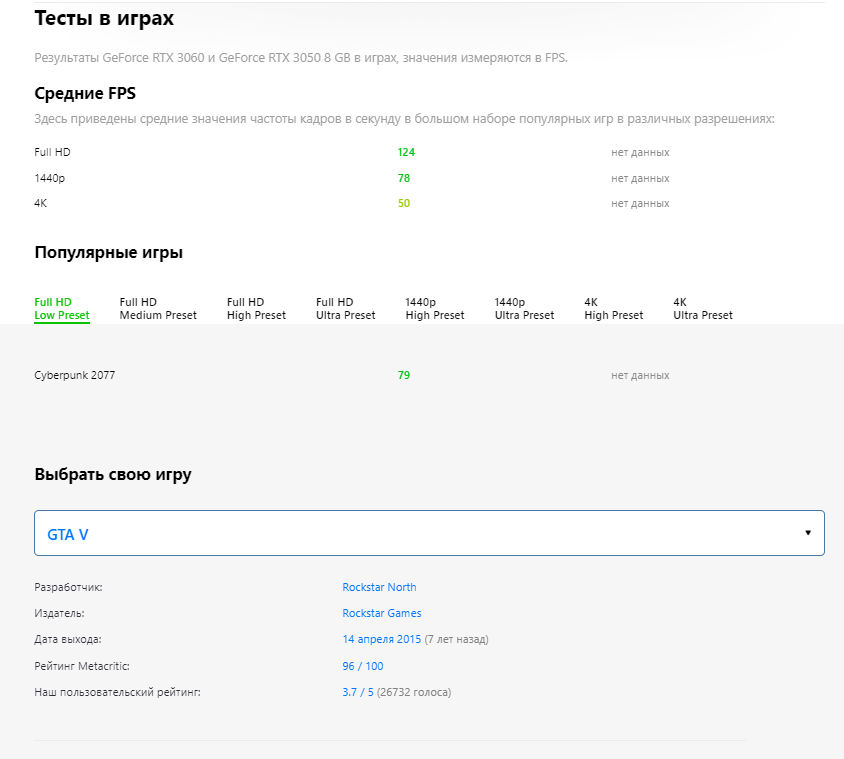 Тесты в играх
Результаты GeForce RTX 3060 и GeForce RTX 3050 8 GB в играх, значения измеряются в FPS.
Средние FPS
Здесь приведены средние значения частоты кадров в секунду в большом наборе популярных игр в различных разрешениях:
Full HD 124 нет данных
1440p 78 нет данных
4K 50 нет данных
Популярные игры
Full HD Full HD Full HD Full HD 1440p 1440p 4K 4K
Low Preset Medium Preset High Preset Ultra Preset High Preset Ultra Preset High Preset Ultra Preset
Cyberpunk 2077 79 нет данных
Выбрать свою игру
GTA V
Разработчик: Rockstar North
Издатель: Rockstar Games
Дата выхода: 14 апреля 2015 (7 лет назад)
Рейтинг Metacritic: 96 / 100
Наш пользовательский рейтинг: 3.7 / 5 (26732 голоса)